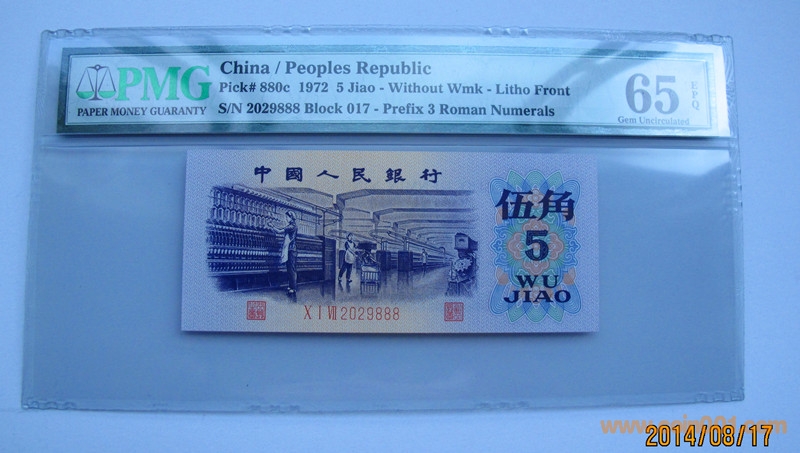 PMG
PAPER MONEY GUARANTY
China / Peoples Republic
Pick# 880c 1972 5 Jiao - Without Wmk - Litho Front
S/N 2029888 Block 017 - Prefix 3 Roman Numerals
65
EPQ
Gem Uncirculated
中國人民銀行
伍角
5
WU
JIAO
X I VII 2029888
2014/08/17